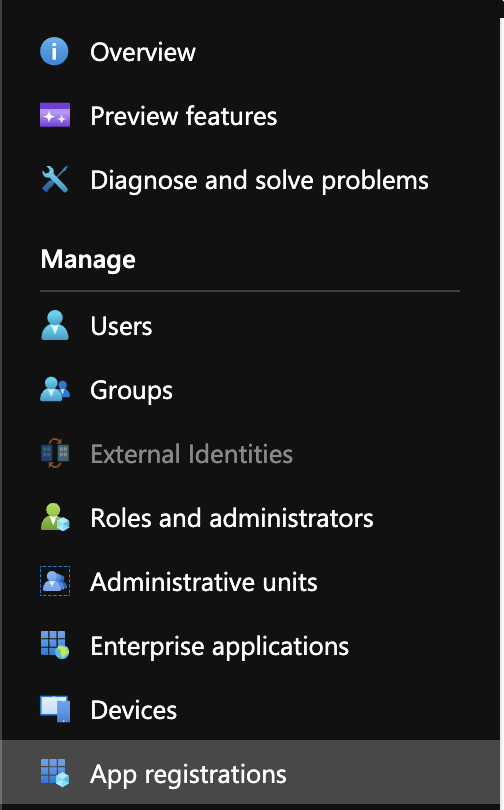 Overview
Preview features
Diagnose and solve problems
Manage
Users
Groups
External Identities
Roles and administrators
Administrative units
Enterprise applications
Devices
App registrations